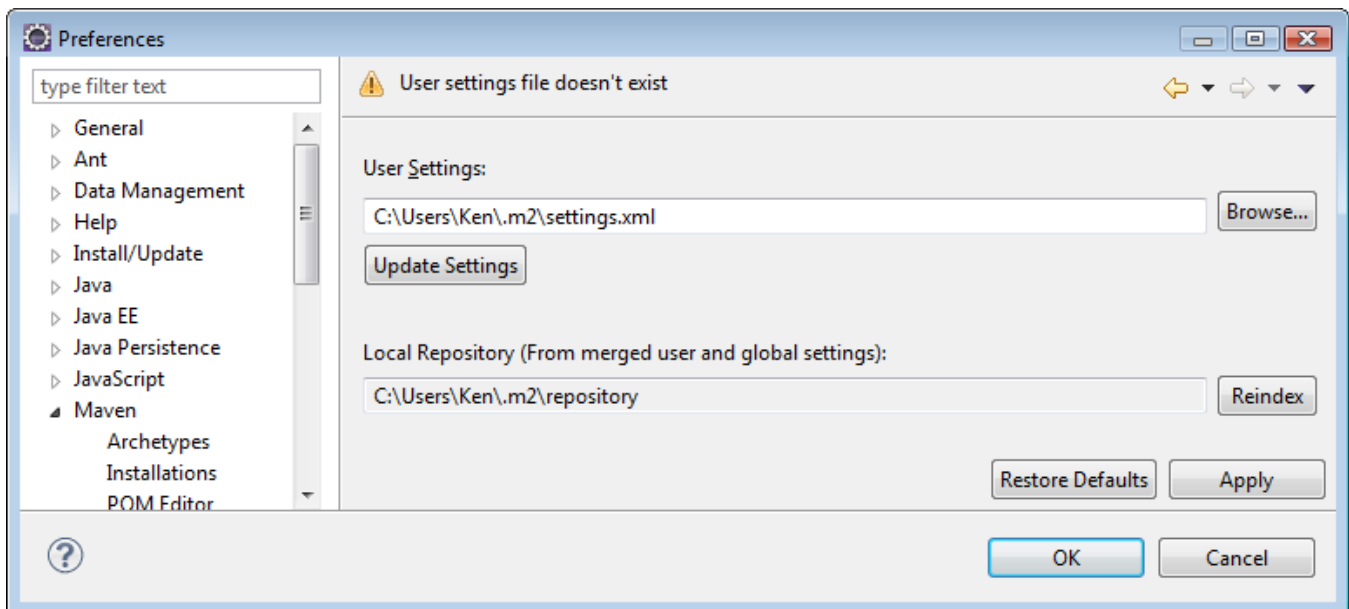 Preferences
type filter text
General
Ant
Data Management
Help
Install/Update
Java
Java EE
Java Persistence
JavaScript
Maven
Archetypes
Installations
POM Editor
User settings file doesn't exist
User Settings:
C:\Users\Ken\.m2\settings.xml
Browse...
Update Settings
Local Repository (From merged user and global settings):
C:\Users\Ken\.m2\repository
Reindex
Restore Defaults
Apply
?
OK
Cancel